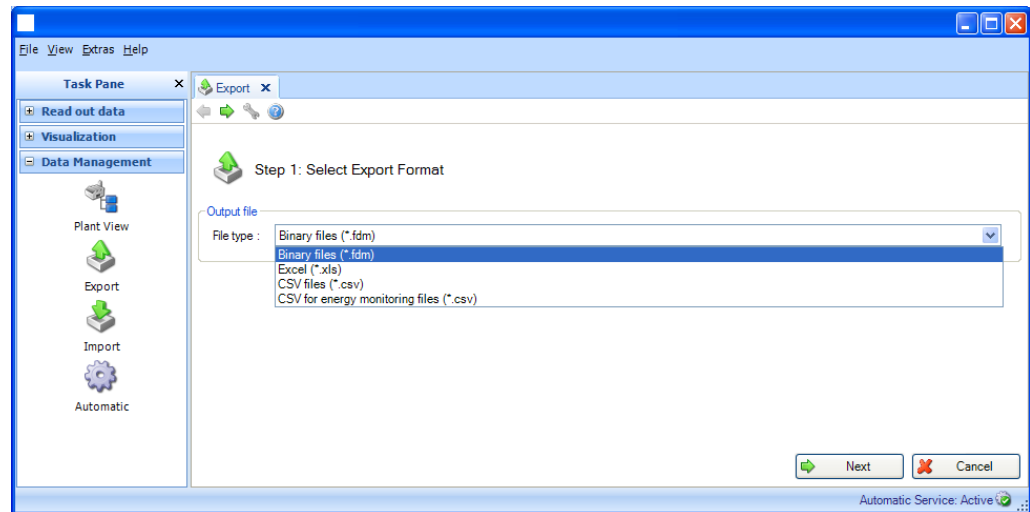 File View Extras Help
Task Pane
Read out data
Visualization
Data Management
Plant View
Export
Import
Automatic
Export
Step 1: Select Export Format
Output file
File type : Binary files (*.fdm)
Binary files (*.fdm)
Excel (*.xls)
CSV files (*.csv)
CSV for energy monitoring files (*.csv)
Next Cancel
Automatic Service: Active